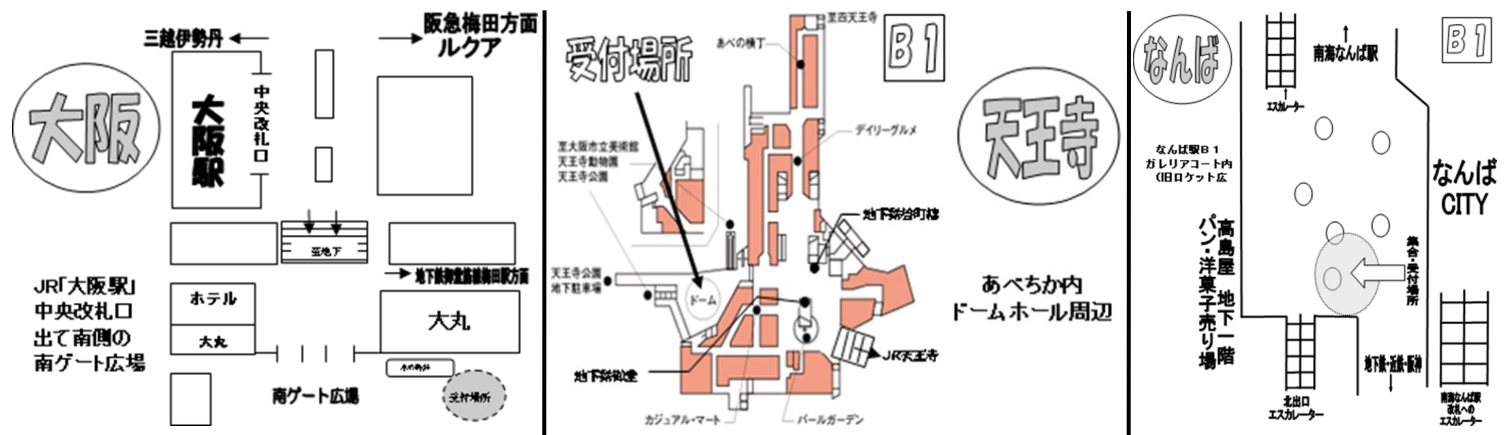 三越伊勢丹
阪急梅田方面
ルクア
大阪
大阪駅
中央改札口
至地下
地下鉄御堂筋線梅田駅方面
JR「大阪駅」
中央改札口
出て南側の
南ゲート広場
ホテル
大丸
大丸
南ゲート広場
水の時計
受付場所
受付場所
B1
至四天王寺
あべの横丁
デイリーグルメ
天王寺
至大阪市立美術館
天王寺動物園
天王寺公園
地下鉄谷町線
天王寺公園
地下駐車場
ドーム
あべちか内
ドームホール周辺
JR天王寺
地下鉄御堂
カジュアル・マート
パールガーデン
なんば
南海なんば駅
B1
エスカレーター
なんば駅B1
ガレリアコート内
(旧ロケット広
なんば
CITY
高島屋 地下一階
パン・洋菓子売り場
集合・受付場所
地下鉄・近鉄・阪神
北出口
エスカレーター
南海なんば駅
改札への
エスカレーター